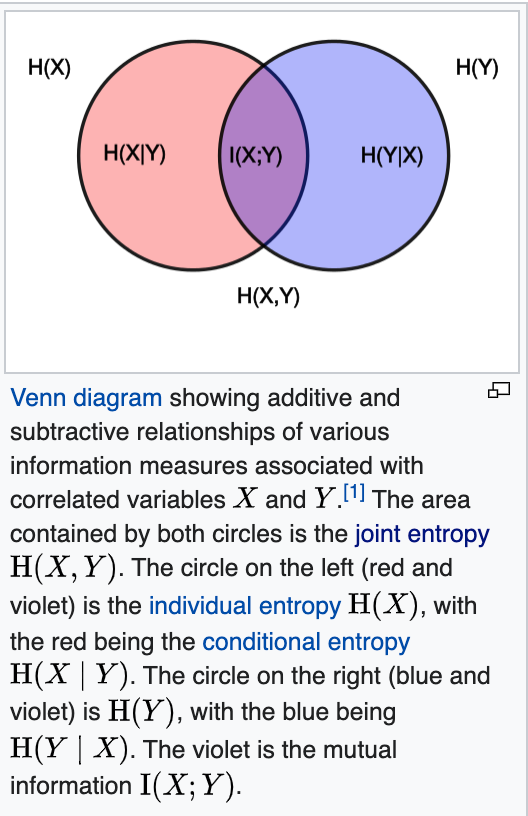 H(X)
H(Y)
H(X|Y)
I(X;Y)
H(Y|X)
H(X,Y)
Venn diagram showing additive and
subtractive relationships of various
information measures associated with
correlated variables X and Y.[1] The area
contained by both circles is the joint entropy
H(X, Y). The circle on the left (red and
violet) is the individual entropy H(X), with
the red being the conditional entropy
H(X | Y). The circle on the right (blue and
violet) is H(Y), with the blue being
H(Y | X). The violet is the mutual
information I(X; Y).